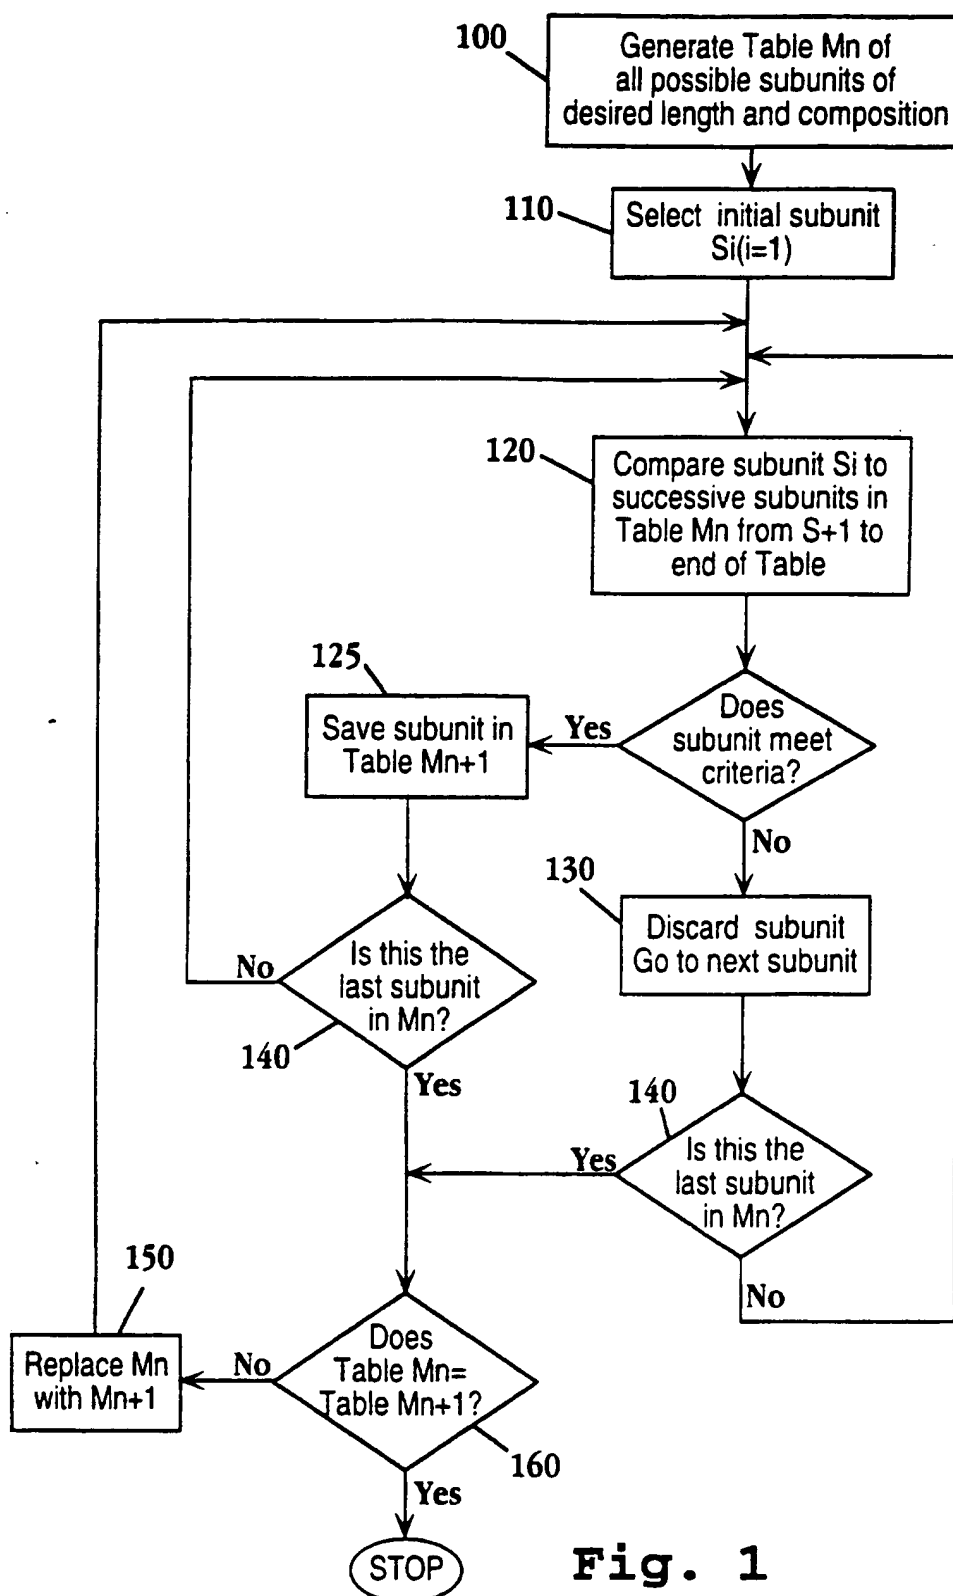 100
Generate Table Mn of
all possible subunits of
desired length and composition
110
Select initial subunit
Si(i=1)
120
Compare subunit Si to
successive subunits in
Table Mn from S+1 to
end of Table
125
Save subunit in
Table Mn+1
Yes
Does
subunit meet
criteria?
No
130
Discard subunit
Go to next subunit
No
Is this the
last subunit
in Mn?
140
Yes
140
Yes
Is this the
last subunit
in Mn?
No
150
Replace Mn
with Mn+1
No
Does
Table Mn=
Table Mn+1?
160
Yes
STOP
Fig. 1